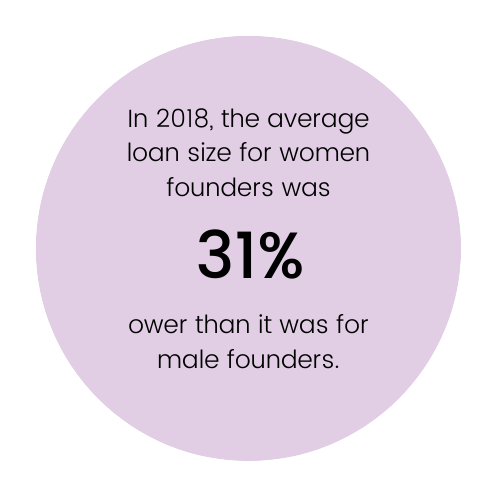 In 2018, the average
loan size for women
founders was
31%
ower than it was for
male founders.